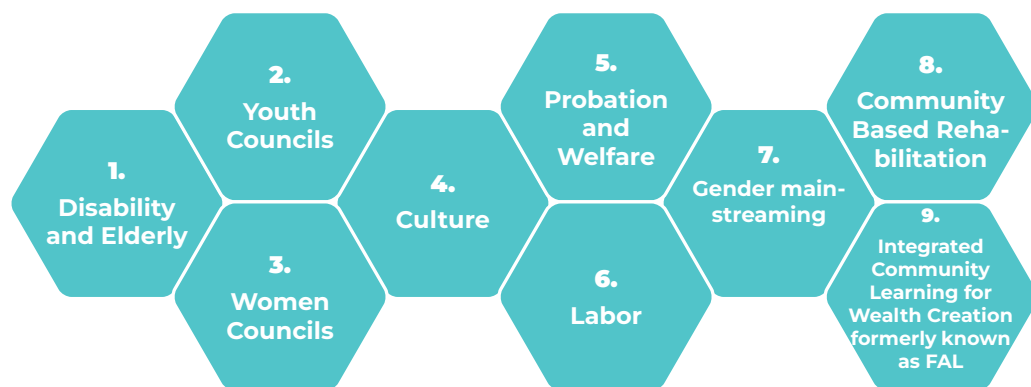 1.
Disability
and Elderly
2.
Youth
Councils
3.
Women
Councils
4.
Culture
5.
Probation
and
Welfare
6.
Labor
7.
Gender main-
streaming
8.
Community
Based Reha-
bilitation
9.
Integrated
Community
Learning for
Wealth Creation
formerly known
as FAL